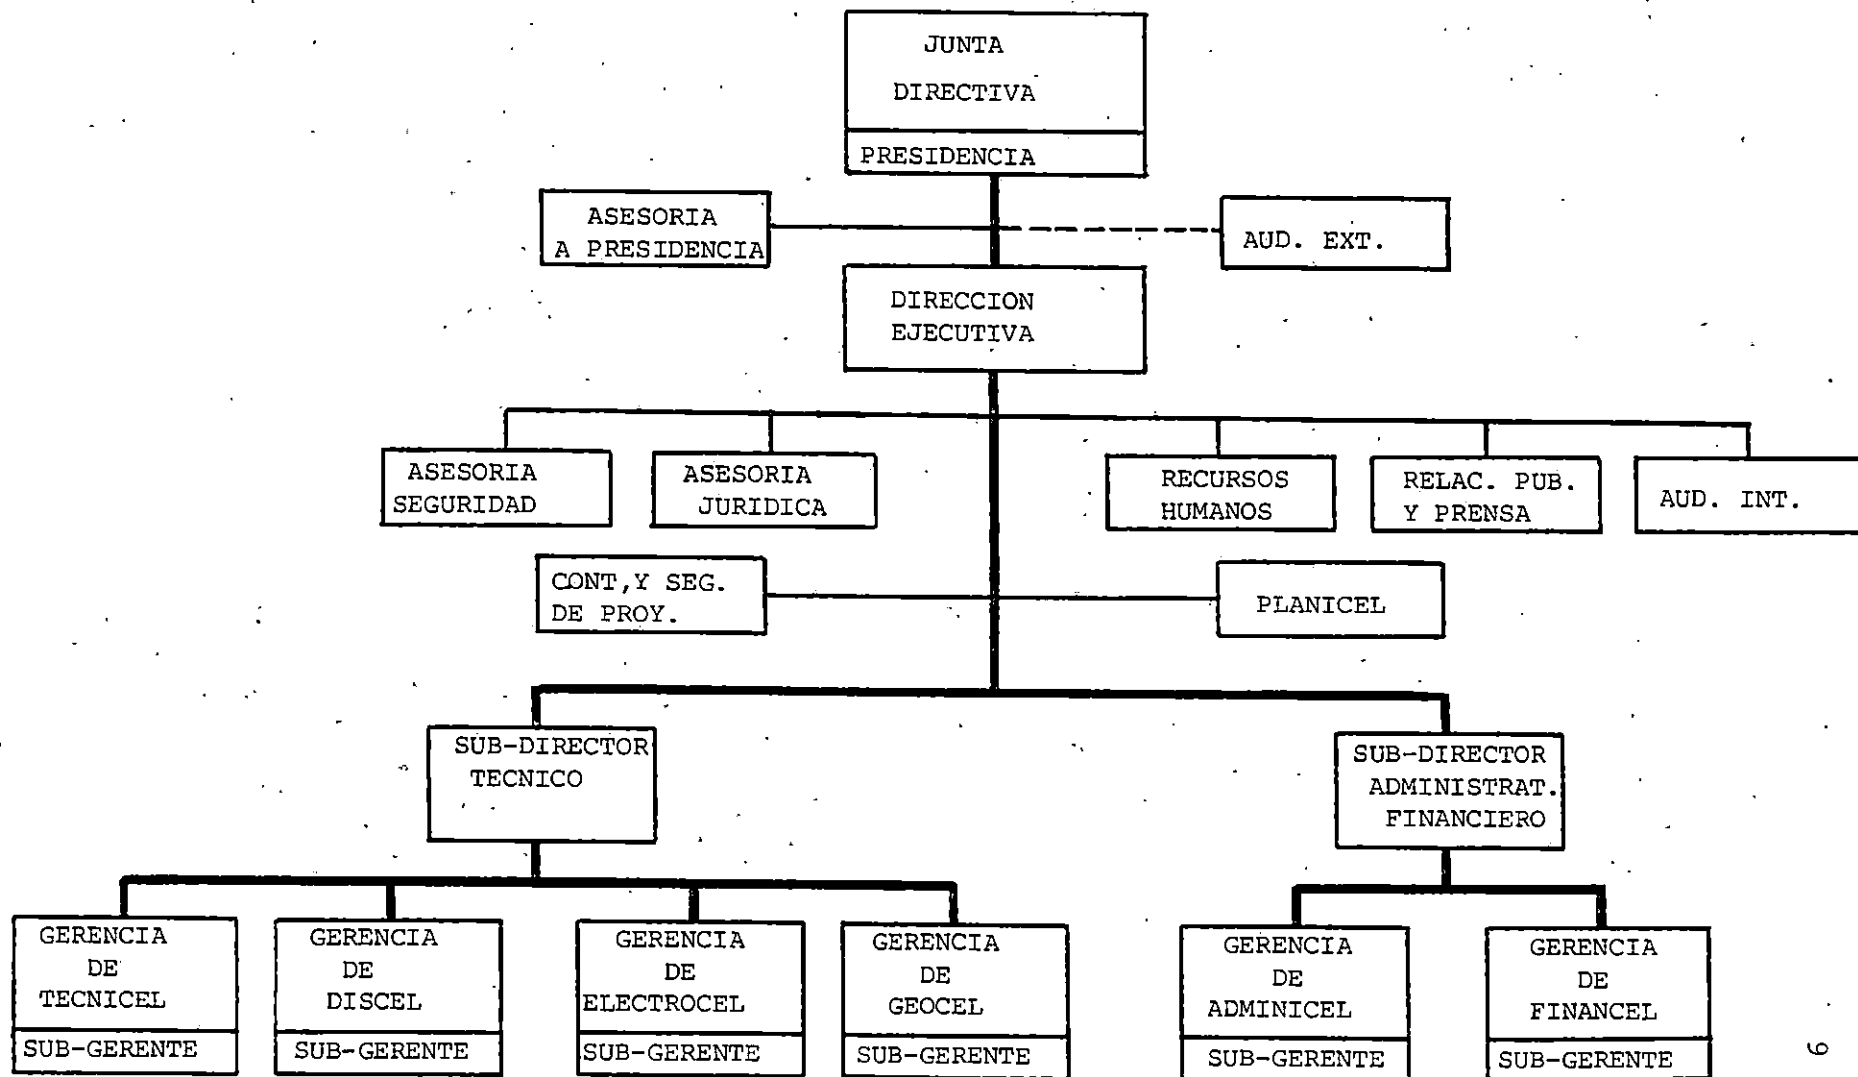 JUNTA
DIRECTIVA
PRESIDENCIA
ASESORIA
A PRESIDENCIA
AUD. EXT.
DIRECCION
EJECUTIVA
ASESORIA
SEGURIDAD
ASESORIA
JURIDICA
RECURSOS
HUMANOS
RELAC. PUB.
Y PRENSA
AUD. INT.
CONT,Y SEG.
DE PROY.
PLANICEL
SUB-DIRECTOR
TECNICO
SUB-DIRECTOR
ADMINISTRAT.
FINANCIERO
GERENCIA
DE
TECNICEL
SUB-GERENTE
GERENCIA
DE
DISCEL
SUB-GERENTE
GERENCIA
DE
ELECTROCEL
SUB-GERENTE
GERENCIA
DE
GEOCEL
SUB-GERENTE
GERENCIA
DE
ADMINICEL
SUB-GERENTE
GERENCIA
DE
FINANCEL
SUB-GERENTE
9